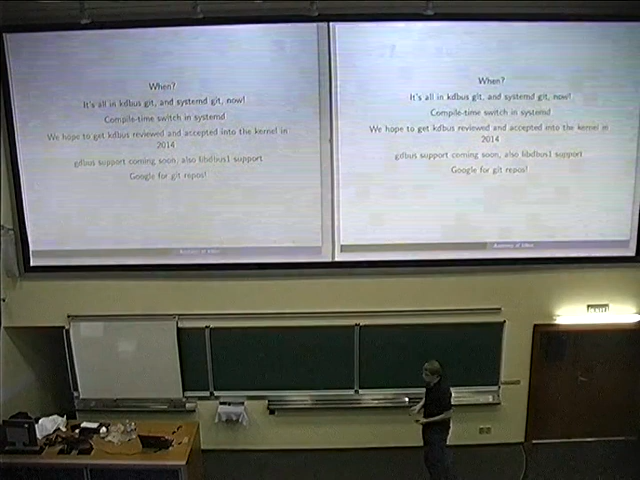 When?
It's all in kdbus git, and systemd git, now!
Compile-time switch in systemd
We hope to get kdbus reviewed and accepted into the kernel in
2014
gdbus support coming soon, also libdbus1 support
Google for git repos!
When?
It's all in kdbus git, and systemd git, now!
Compile-time switch in systemd
We hope to get kdbus reviewed and accepted into the kernel in
2014
gdbus support coming soon, also libdbus1 support
Google for git repos!